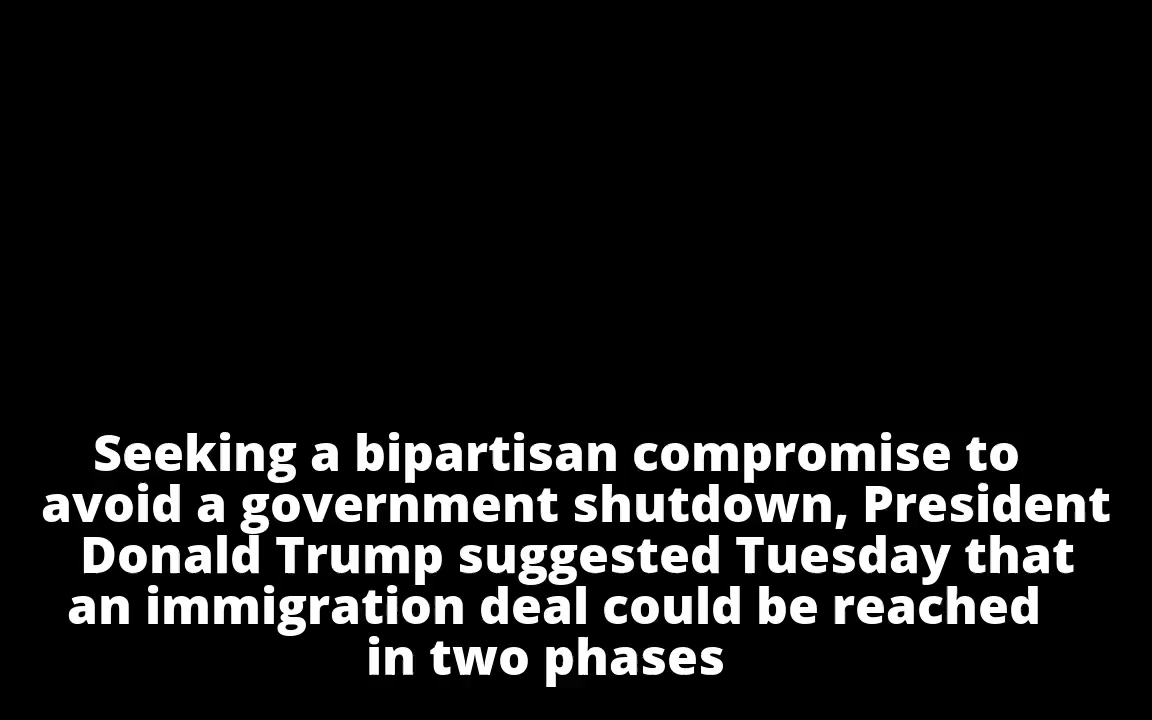 Seeking a bipartisan compromise to
avoid a government shutdown, President
Donald Trump suggested Tuesday that
an immigration deal could be reached
in two phases